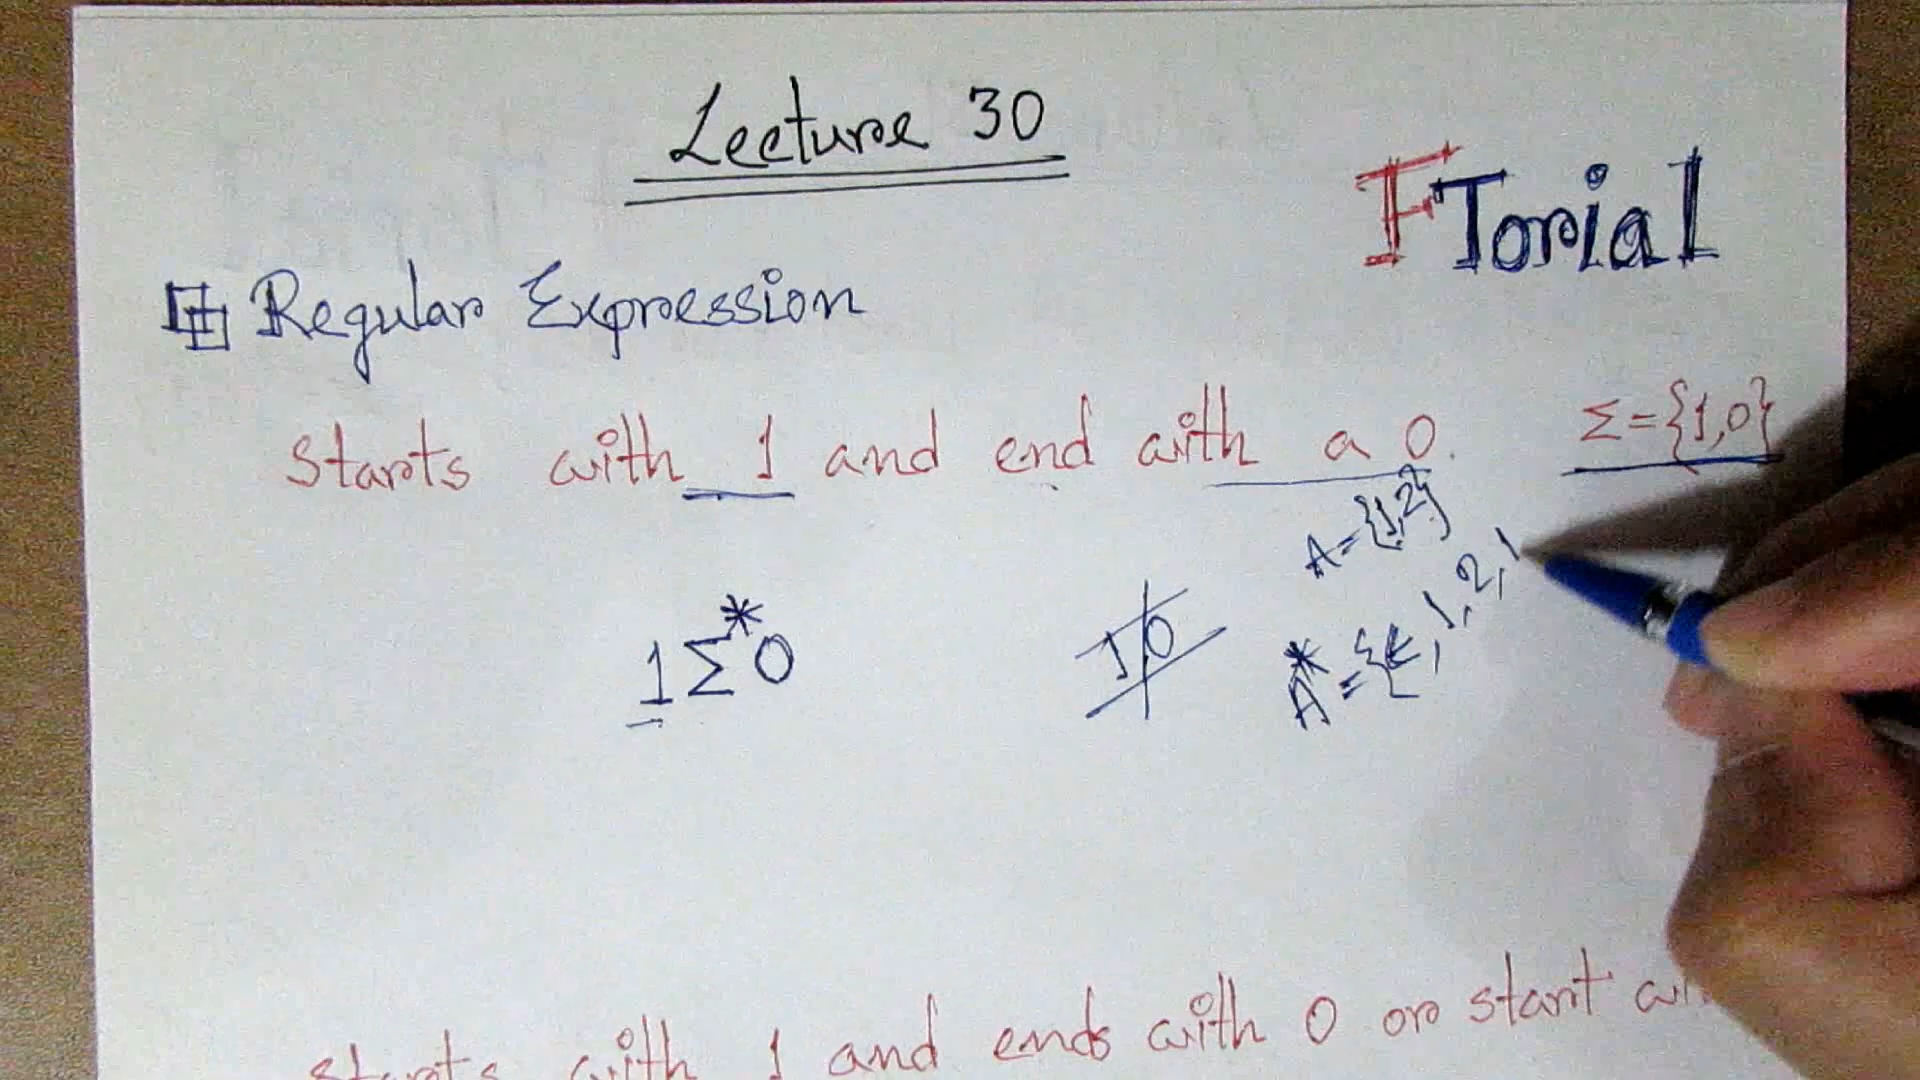 Lecture 30
FTorial
Regular Expression
Starts with 1 and end with a 0.
Σ={1,0}
A={1,2}
1Σ*0
1,0
A*={ε,1,2,1
starts with 1 and ends with 0 or start